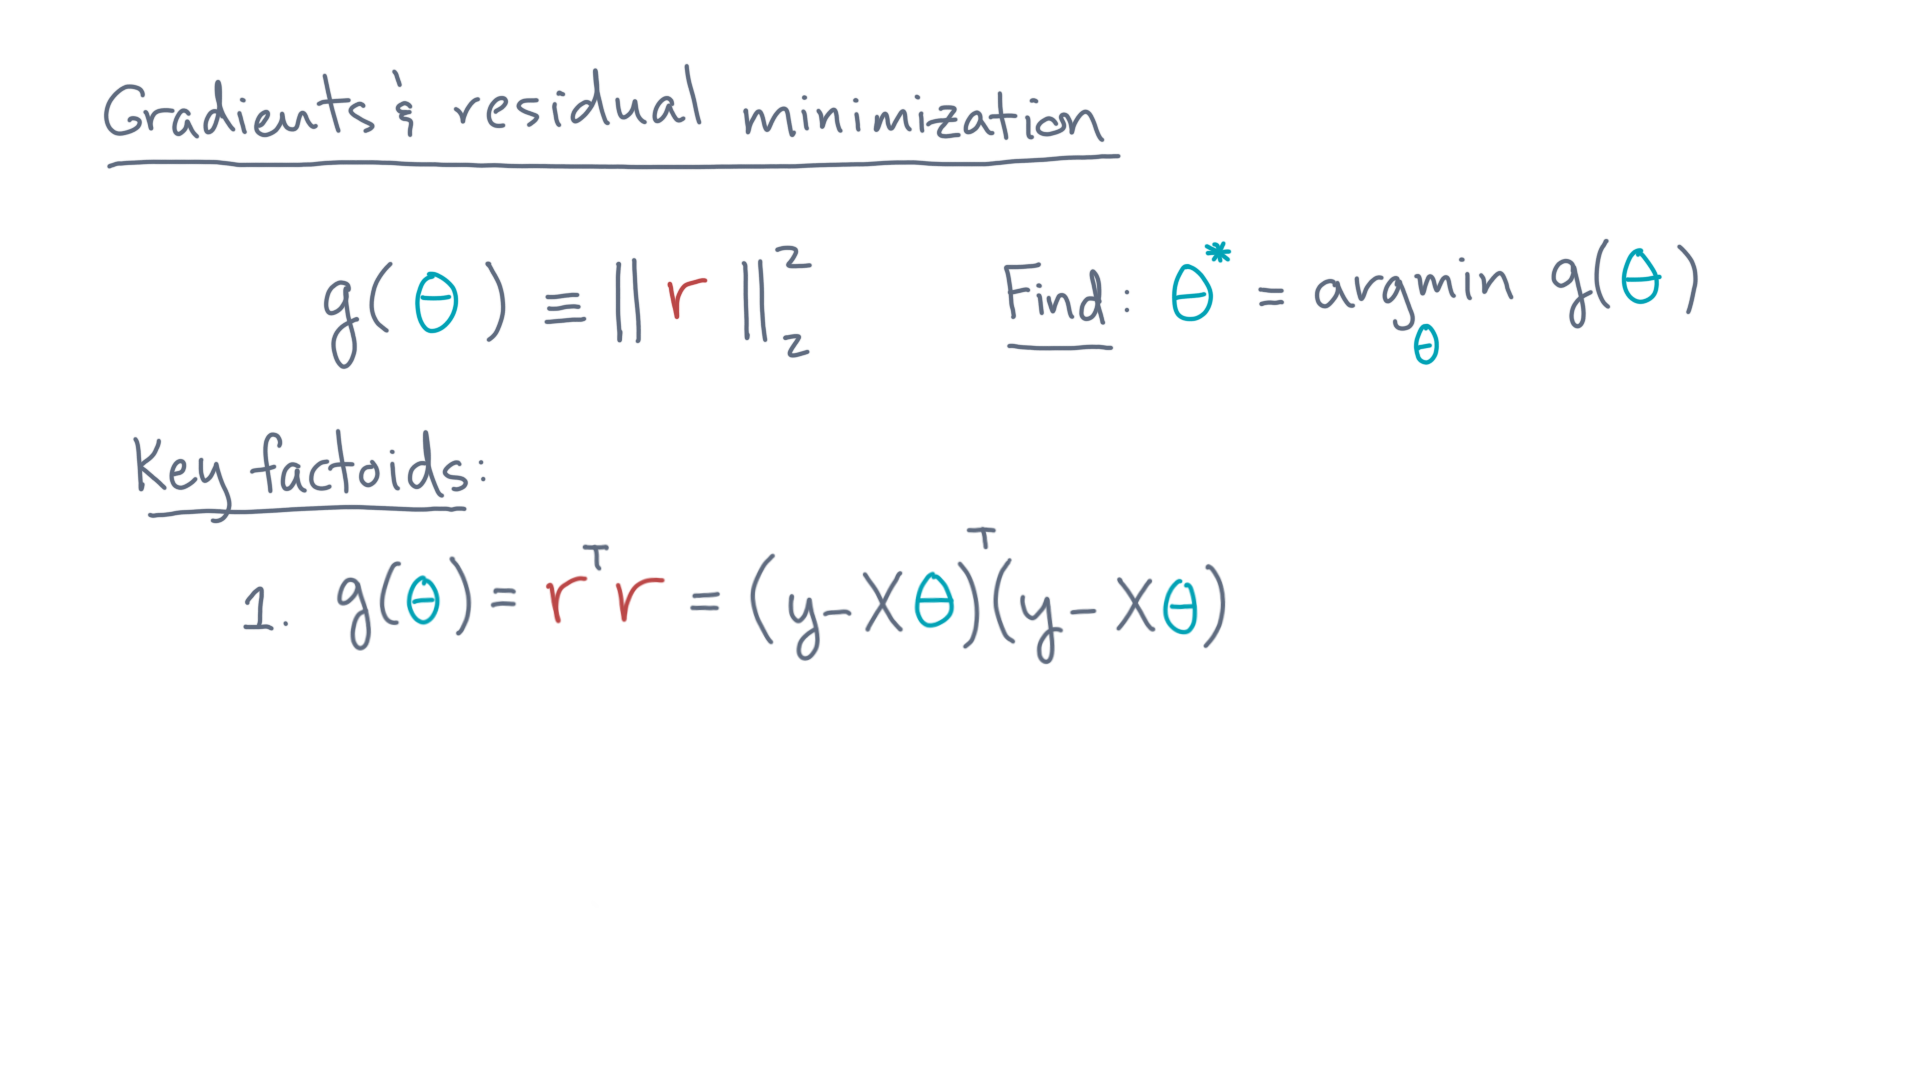 Gradients & residual minimization
g(θ) ≡ ‖r‖₂² Find: θ* = argmin_θ g(θ)
Key factoids:
1. g(θ) = rᵀr = (y-Xθ)ᵀ(y-Xθ)